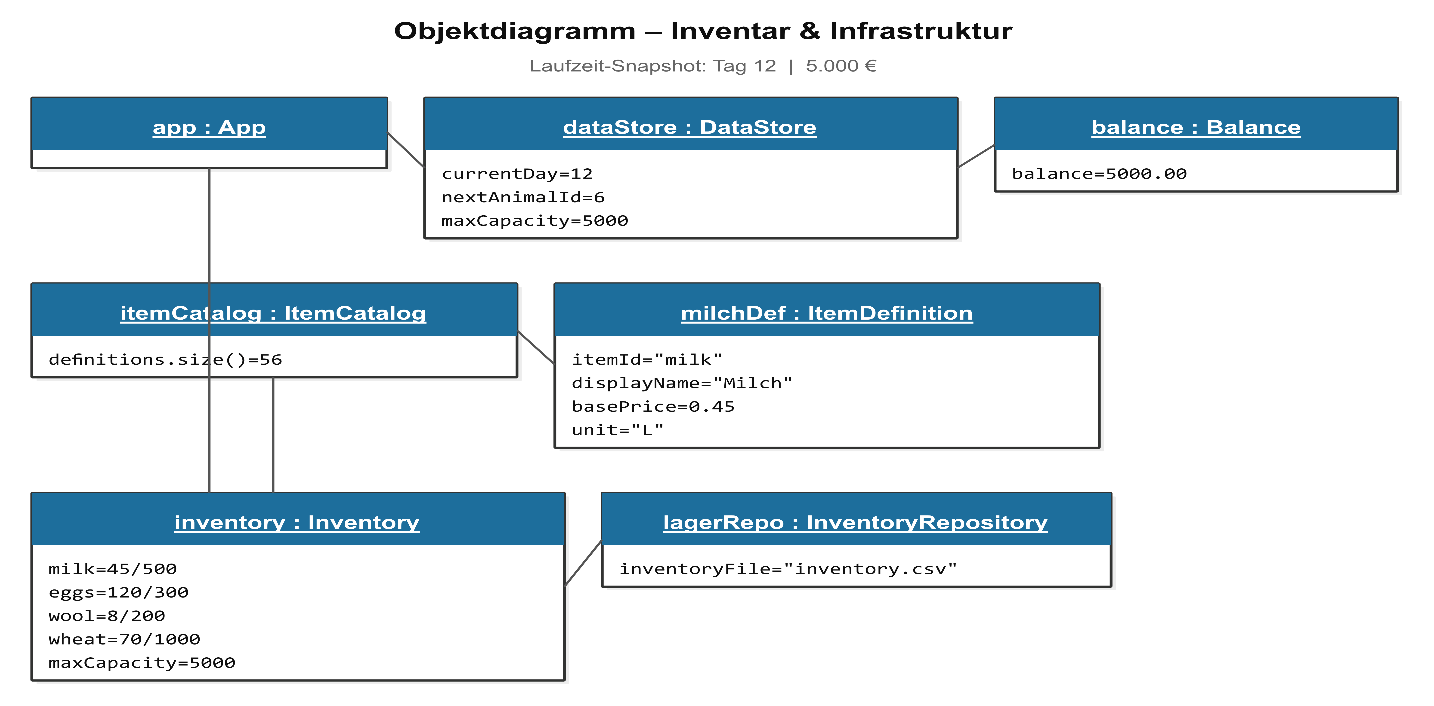 Objektdiagramm – Inventar & Infrastruktur
Laufzeit-Snapshot: Tag 12 | 5.000 €
app : App
dataStore : DataStore
currentDay=12
nextAnimalId=6
maxCapacity=5000
balance : Balance
balance=5000.00
itemCatalog : ItemCatalog
definitions.size()=56
milchDef : ItemDefinition
itemId="milk"
displayName="Milch"
basePrice=0.45
unit="L"
inventory : Inventory
milk=45/500
eggs=120/300
wool=8/200
wheat=70/1000
maxCapacity=5000
lagerRepo : InventoryRepository
inventoryFile="inventory.csv"